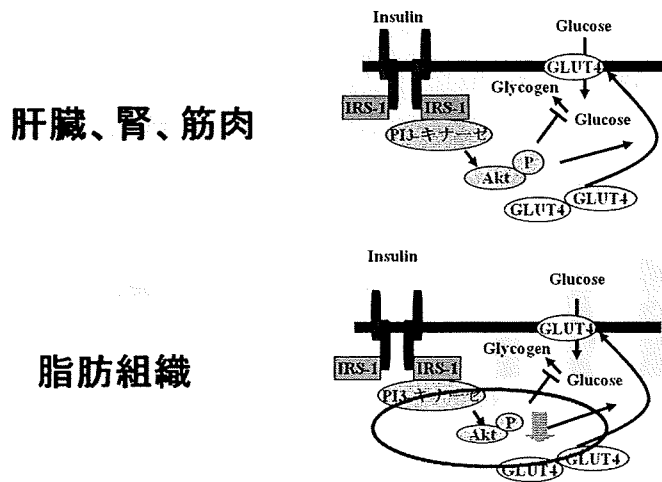 Insulin
Glucose
GLUT4
Glycogen
IRS-1
IRS-1
Glucose
肝臓、腎、筋肉
PI3-キナーゼ
P
Akt
GLUT4
GLUT4
Insulin
Glucose
GLUT4
Glycogen
IRS-1
IRS-1
Glucose
脂肪組織
PI3-キナーゼ
P
Akt
GLUT4
GLUT4